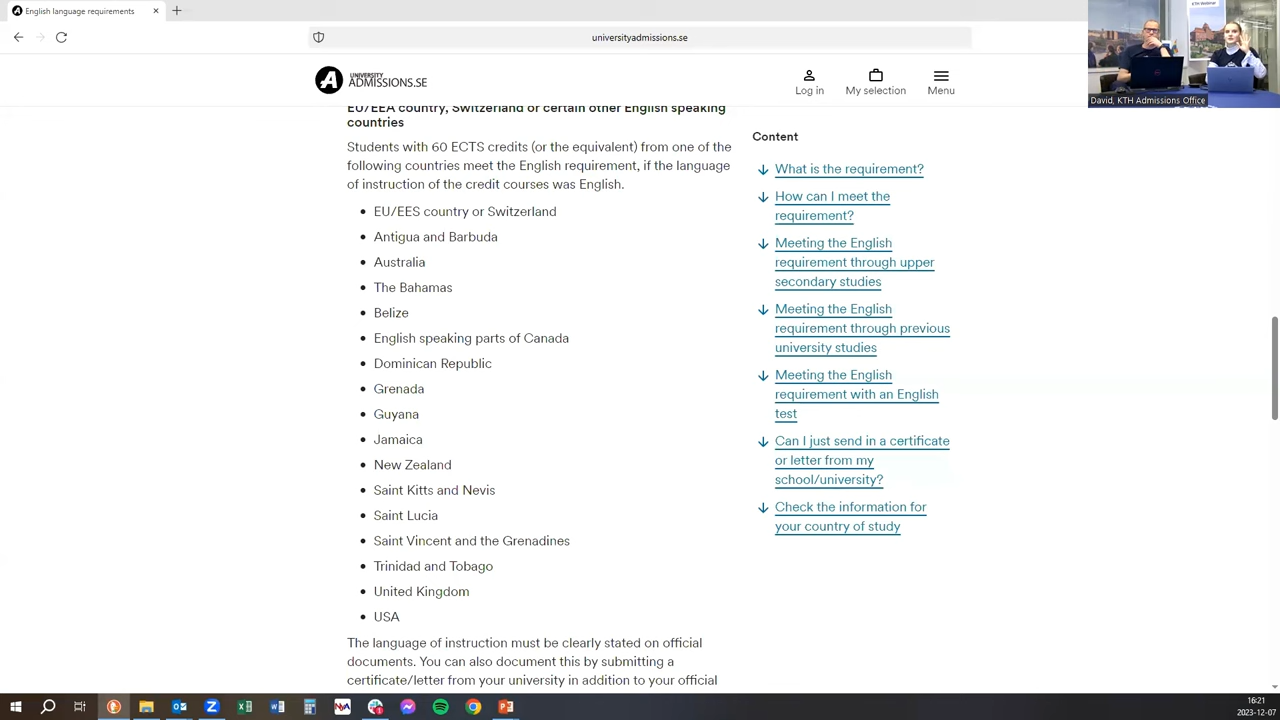 English language requirements
universityadmissions.se
UNIVERSITY
ADMISSIONS.SE
Log in
My selection
Menu
KTH Webinar
David, KTH Admissions Office
EU/EEA country, Switzerland or certain other English speaking
countries
Students with 60 ECTS credits (or the equivalent) from one of the
following countries meet the English requirement, if the language
of instruction of the credit courses was English.
EU/EES country or Switzerland
Antigua and Barbuda
Australia
The Bahamas
Belize
English speaking parts of Canada
Dominican Republic
Grenada
Guyana
Jamaica
New Zealand
Saint Kitts and Nevis
Saint Lucia
Saint Vincent and the Grenadines
Trinidad and Tobago
United Kingdom
USA
The language of instruction must be clearly stated on official
documents. You can also document this by submitting a
certificate/letter from your university in addition to your official
Content
What is the requirement?
How can I meet the
requirement?
Meeting the English
requirement through upper
secondary studies
Meeting the English
requirement through previous
university studies
Meeting the English
requirement with an English
test
Can I just send in a certificate
or letter from my
school/university?
Check the information for
your country of study
16:21
2023-12-07